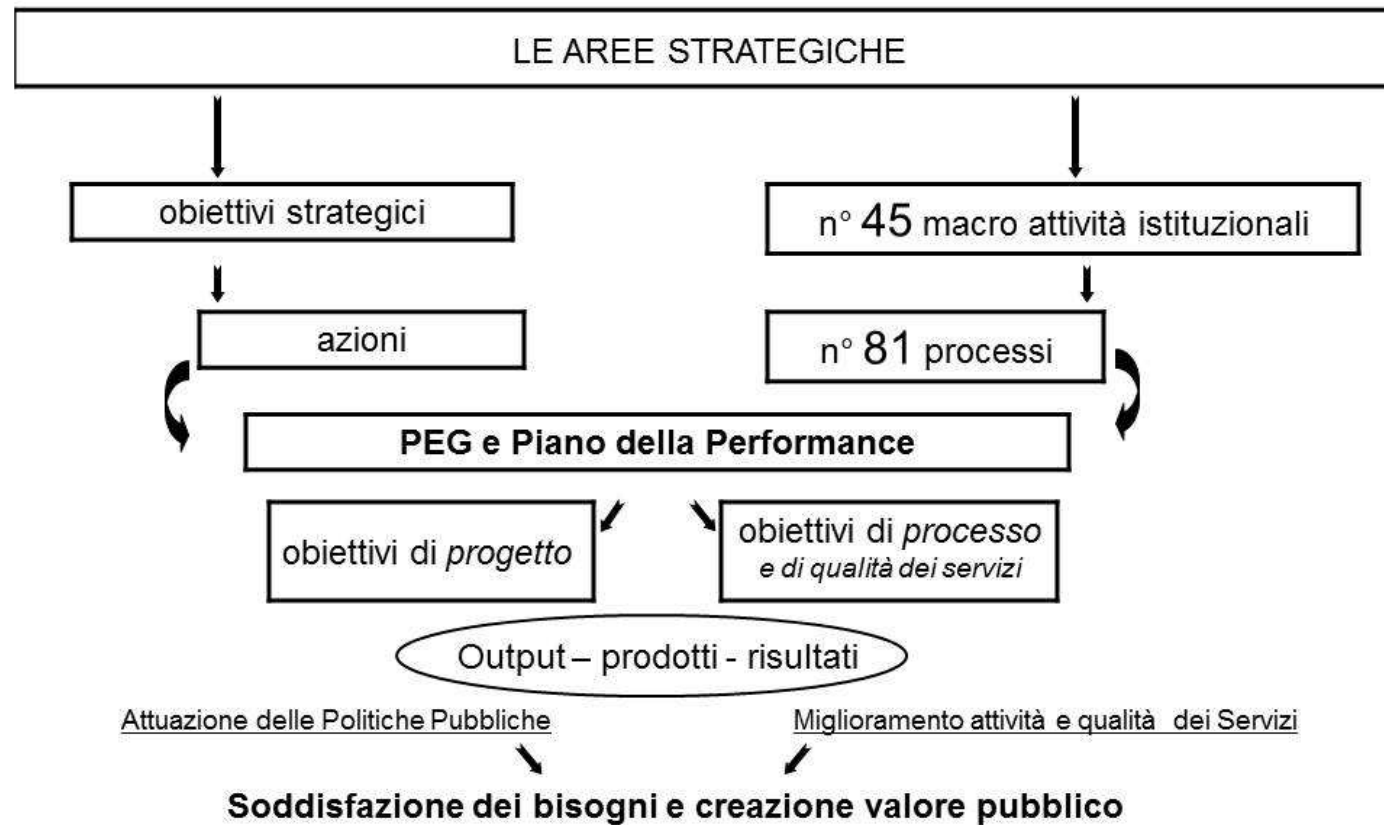 LE AREE STRATEGICHE
obiettivi strategici
n° 45 macro attività istituzionali
azioni
n° 81 processi
PEG e Piano della Performance
obiettivi di progetto
obiettivi di processo
e di qualità dei servizi
Output – prodotti - risultati
Attuazione delle Politiche Pubbliche
Miglioramento attività e qualità dei Servizi
Soddisfazione dei bisogni e creazione valore pubblico